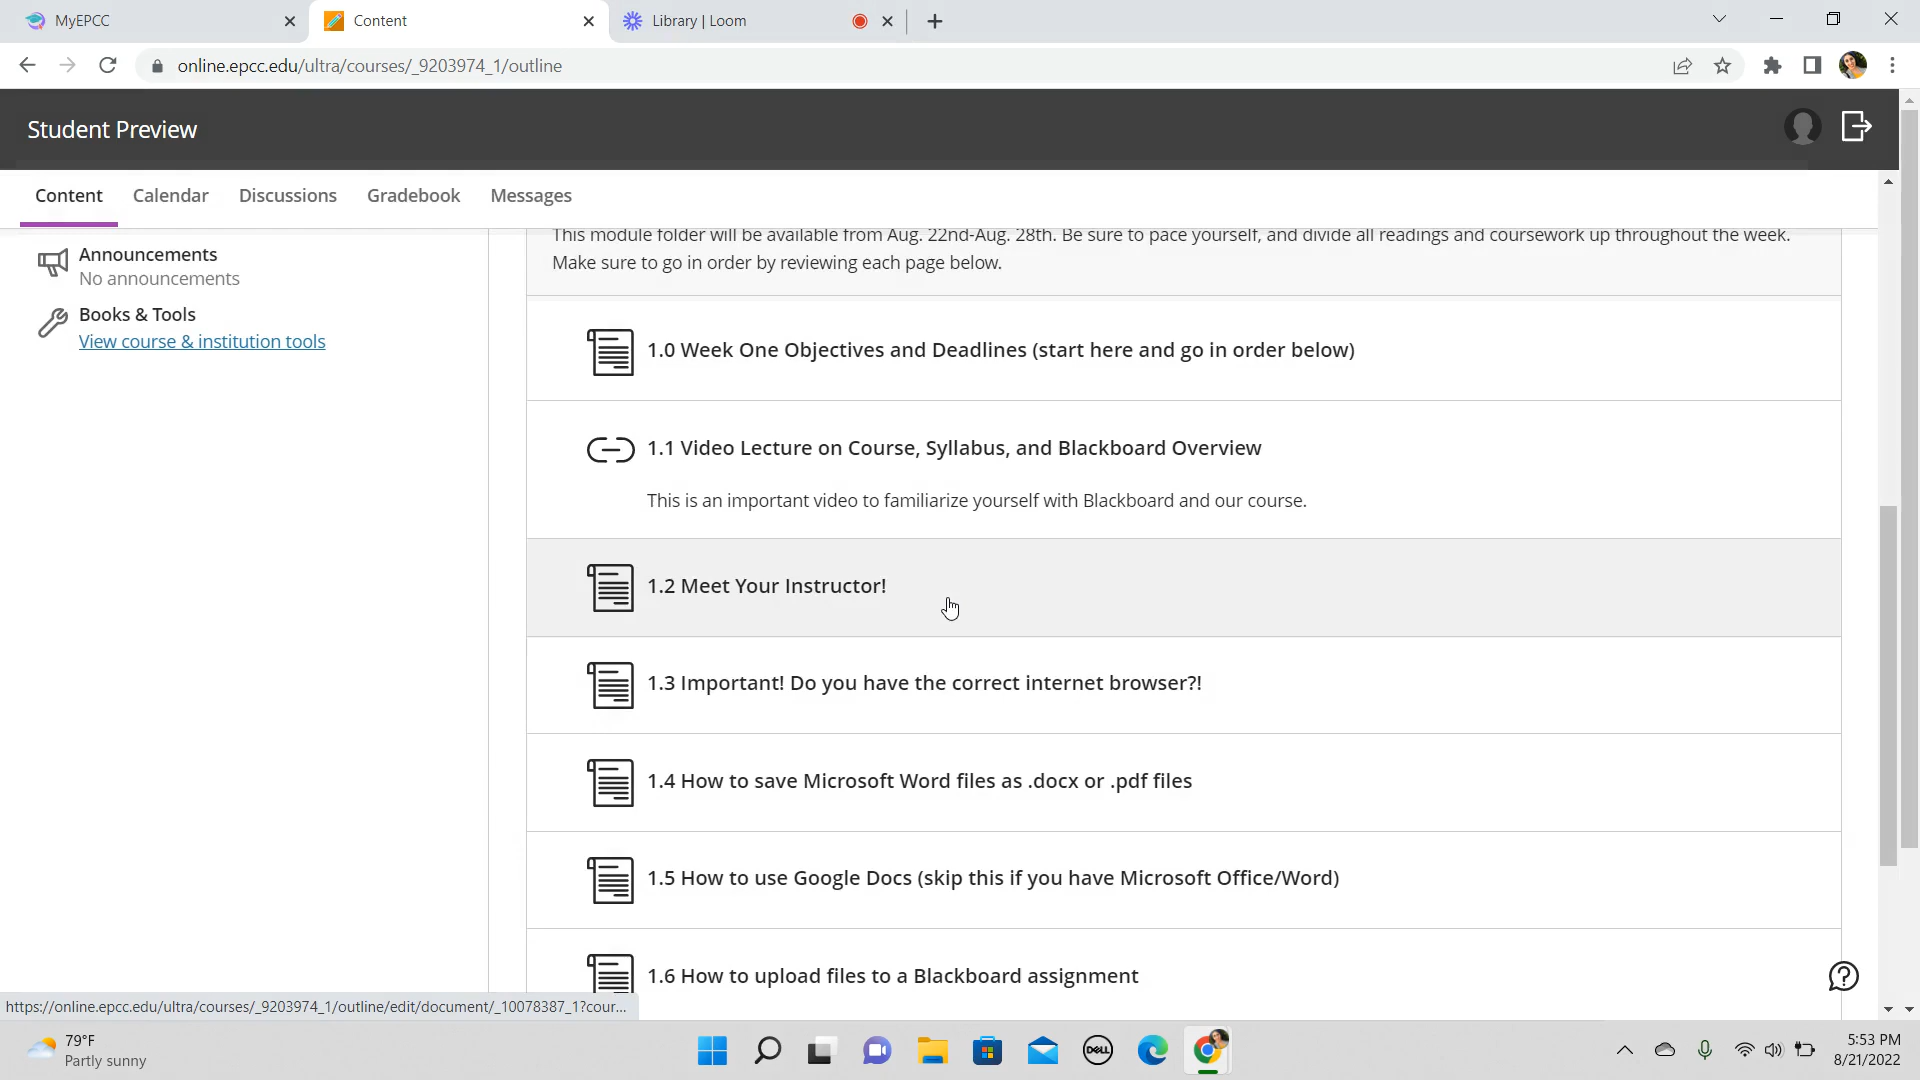 MyEPCC
Content
Library | Loom
online.epcc.edu/ultra/courses/_9203974_1/outline
Student Preview
Content
Calendar
Discussions
Gradebook
Messages
Announcements
No announcements
Books & Tools
View course & institution tools
This module folder will be available from Aug. 22nd-Aug. 28th. Be sure to pace yourself, and divide all readings and coursework up throughout the week.
Make sure to go in order by reviewing each page below.
1.0 Week One Objectives and Deadlines (start here and go in order below)
1.1 Video Lecture on Course, Syllabus, and Blackboard Overview
This is an important video to familiarize yourself with Blackboard and our course.
1.2 Meet Your Instructor!
1.3 Important! Do you have the correct internet browser?!
1.4 How to save Microsoft Word files as .docx or .pdf files
1.5 How to use Google Docs (skip this if you have Microsoft Office/Word)
1.6 How to upload files to a Blackboard assignment
https://online.epcc.edu/ultra/courses/_9203974_1/outline/edit/document/_10078387_1?cour...
79°F
Partly sunny
DELL
5:53 PM
8/21/2022